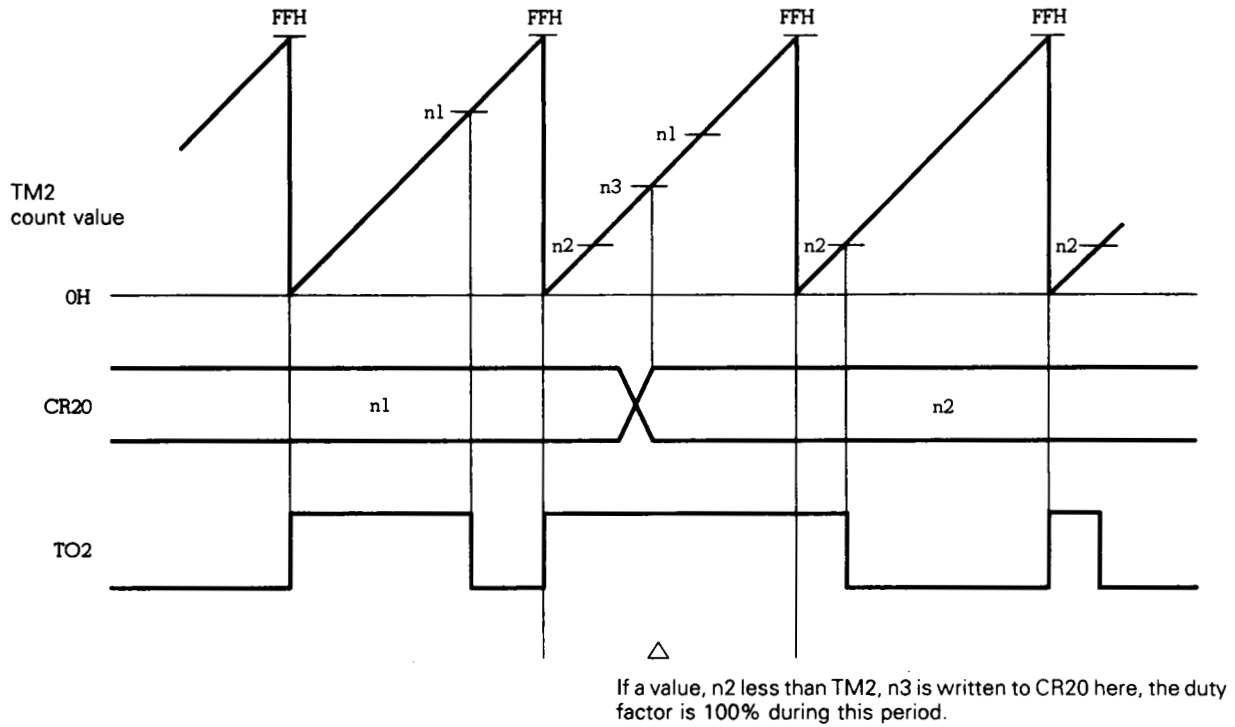 FFH FFH FFH FFH
n1
n1
n3
TM2
count value
n2 n2 n2
0H
CR20 n1 n2
TO2
If a value, n2 less than TM2, n3 is written to CR20 here, the duty
factor is 100% during this period.